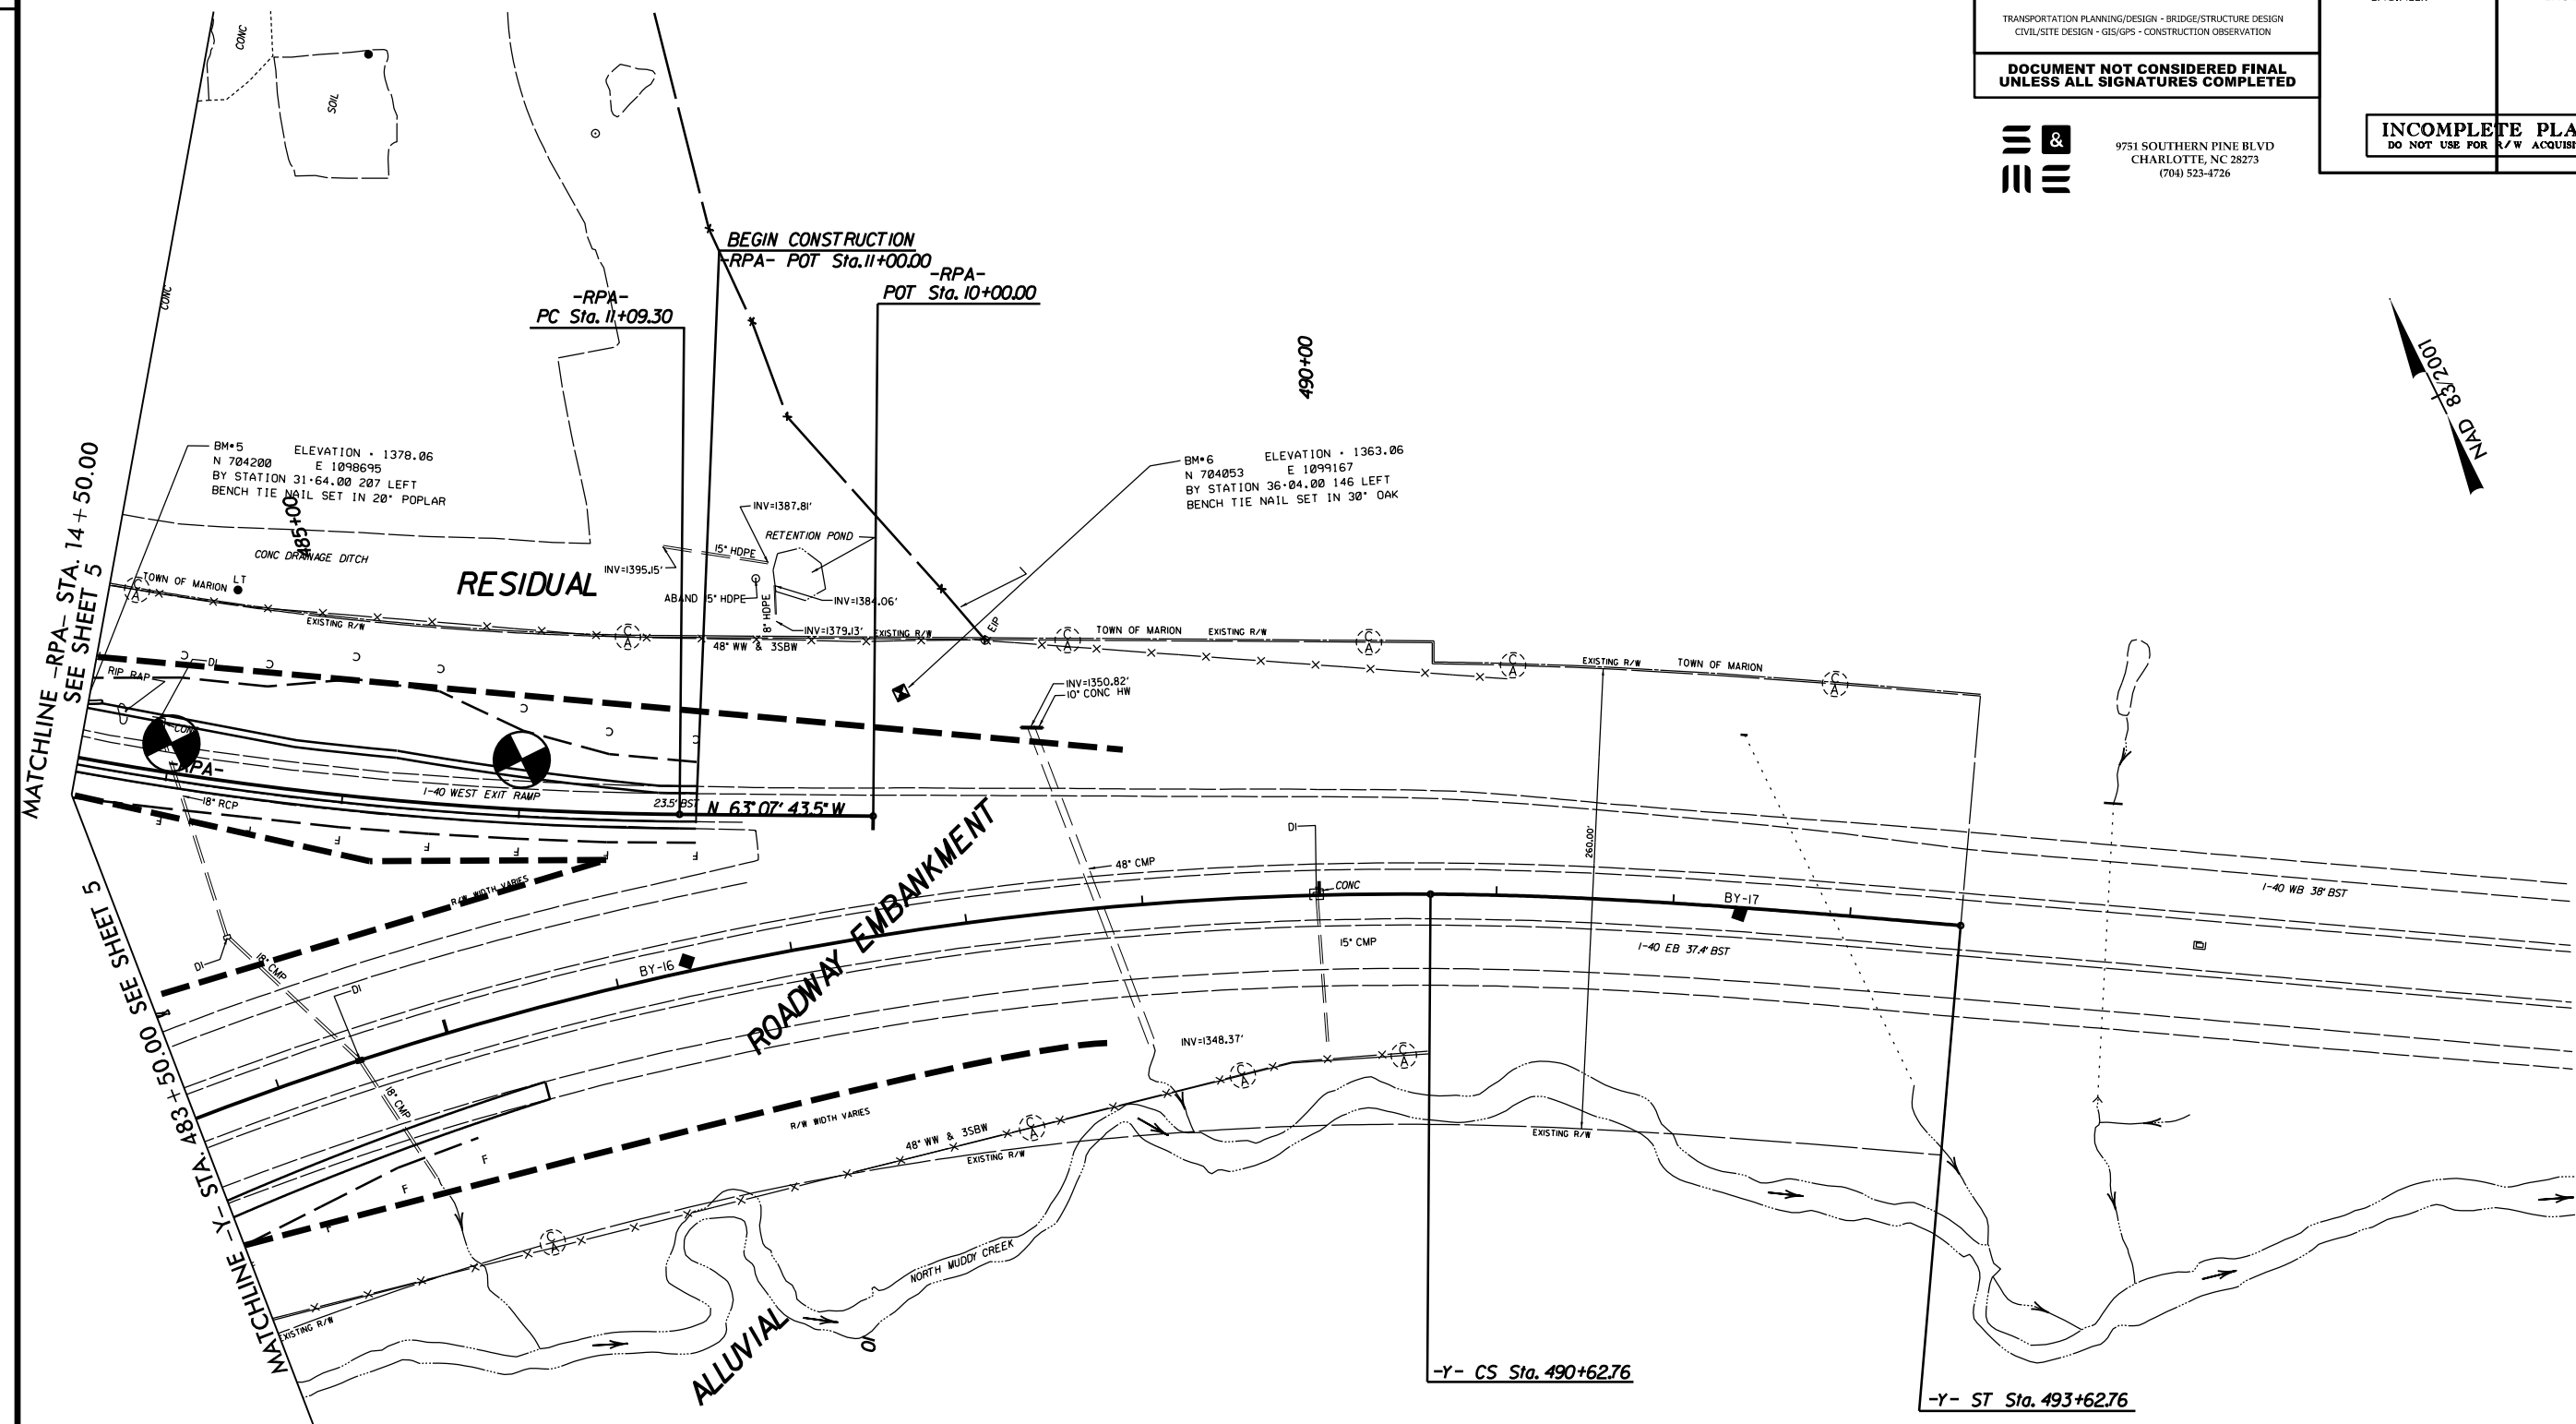 TRANSPORTATION PLANNING/DESIGN - BRIDGE/STRUCTURE DESIGN
CIVIL/SITE DESIGN - GIS/GPS - CONSTRUCTION OBSERVATION
DOCUMENT NOT CONSIDERED FINAL
UNLESS ALL SIGNATURES COMPLETED
&
ME
9751 SOUTHERN PINE BLVD
CHARLOTTE, NC 28273
(704) 523-4726
INCOMPLETE PLA
DO NOT USE FOR R/W ACQUIS
NAD 83/2001
CONC
SOIL
CONC
BEGIN CONSTRUCTION
-RPA- POT Sta. 11+00.00
-RPA-
POT Sta. 10+00.00
-RPA-
PC Sta. 11+09.30
490+00
485+00
BM•5 ELEVATION • 1378.06
N 704200 E 1098695
BY STATION 31•64.00 207 LEFT
BENCH TIE NAIL SET IN 20" POPLAR
BM•6 ELEVATION • 1363.06
N 704053 E 1099167
BY STATION 36•04.00 146 LEFT
BENCH TIE NAIL SET IN 30" OAK
MATCHLINE -RPA- STA. 14+50.00
SEE SHEET 5
CONC DRAINAGE DITCH
RESIDUAL
INV=1387.81'
RETENTION POND
15" HDPE
INV=1395.15'
ABAND 15" HDPE
18" HDPE
INV=1384.06'
INV=1379.13'
TOWN OF MARION
LT
EXISTING R/W
EXISTING R/W
48" WW & 3SBW
EIP
TOWN OF MARION
EXISTING R/W
EXISTING R/W
TOWN OF MARION
C
A
C
A
C
A
C
A
C
A
C
A
C
C
C
C
C
C
C
DI
RIP RAP
CONC
-RPA-
18" RCP
I-40 WEST EXIT RAMP
23.5' BST
N 63° 07' 43.5" W
INV=1350.82'
10" CONC HW
F
F
F
F
F
F
F
R/W WIDTH VARIES
48" CMP
DI
CONC
260.00'
BY-17
I-40 WB 38' BST
15" CMP
I-40 EB 37.4' BST
BY-16
ROADWAY EMBANKMENT
DI
18" CMP
DI
18" CMP
INV=1348.37'
C
A
C
A
C
A
C
A
R/W WIDTH VARIES
48" WW & 3SBW
EXISTING R/W
EXISTING R/W
F
F
F
MATCHLINE -Y- STA. 483+50.00 SEE SHEET 5
EXISTING R/W
NORTH MUDDY CREEK
ALLUVIAL
10
-Y- CS Sta. 490+62.76
-Y- ST Sta. 493+62.76